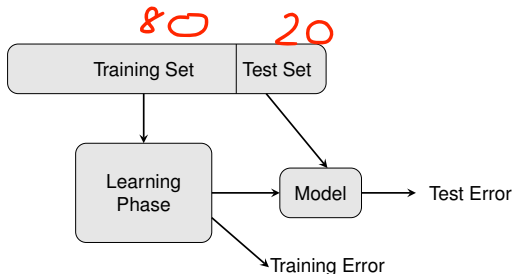 80 20
Training Set Test Set
Learning
Phase
Model
Test Error
Training Error